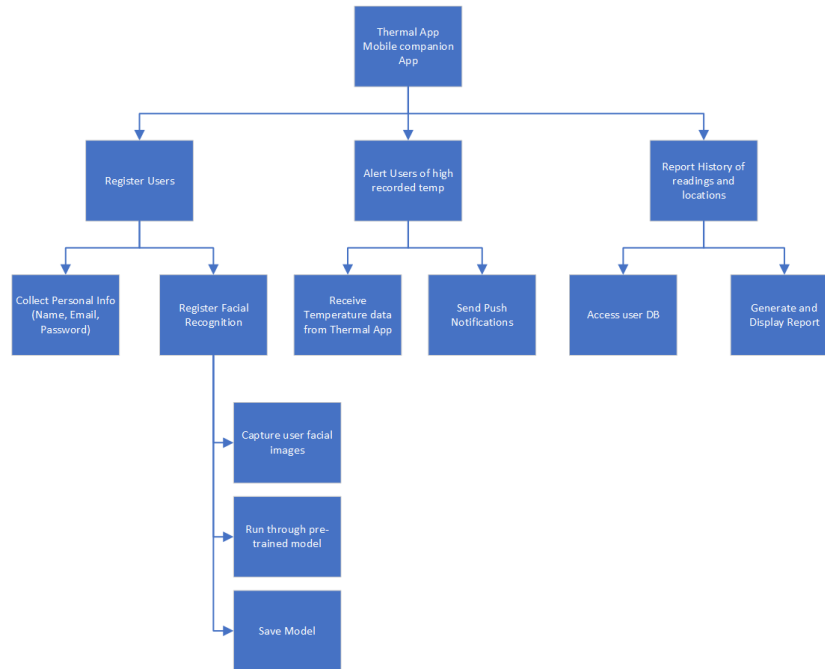 Thermal App
Mobile companion
App
Register Users
Alert Users of high
recorded temp
Report History of
readings and
locations
Collect Personal Info
(Name, Email,
Password)
Register Facial
Recognition
Receive
Temperature data
from Thermal App
Send Push
Notifications
Access user DB
Generate and
Display Report
Capture user facial
images
Run through pre-
trained model
Save Model